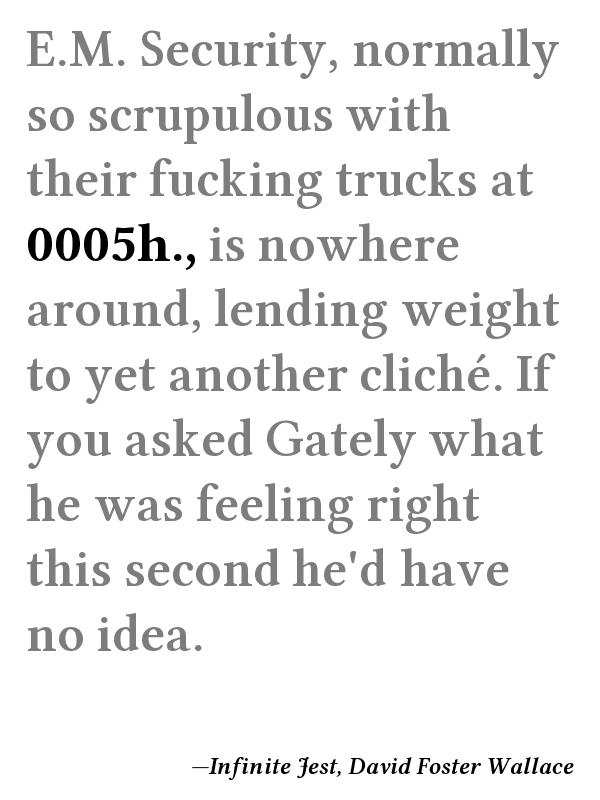 E.M. Security, normally
so scrupulous with
their fucking trucks at
0005h., is nowhere
around, lending weight
to yet another cliché. If
you asked Gately what
he was feeling right
this second he'd have
no idea.
—Infinite Jest, David Foster Wallace